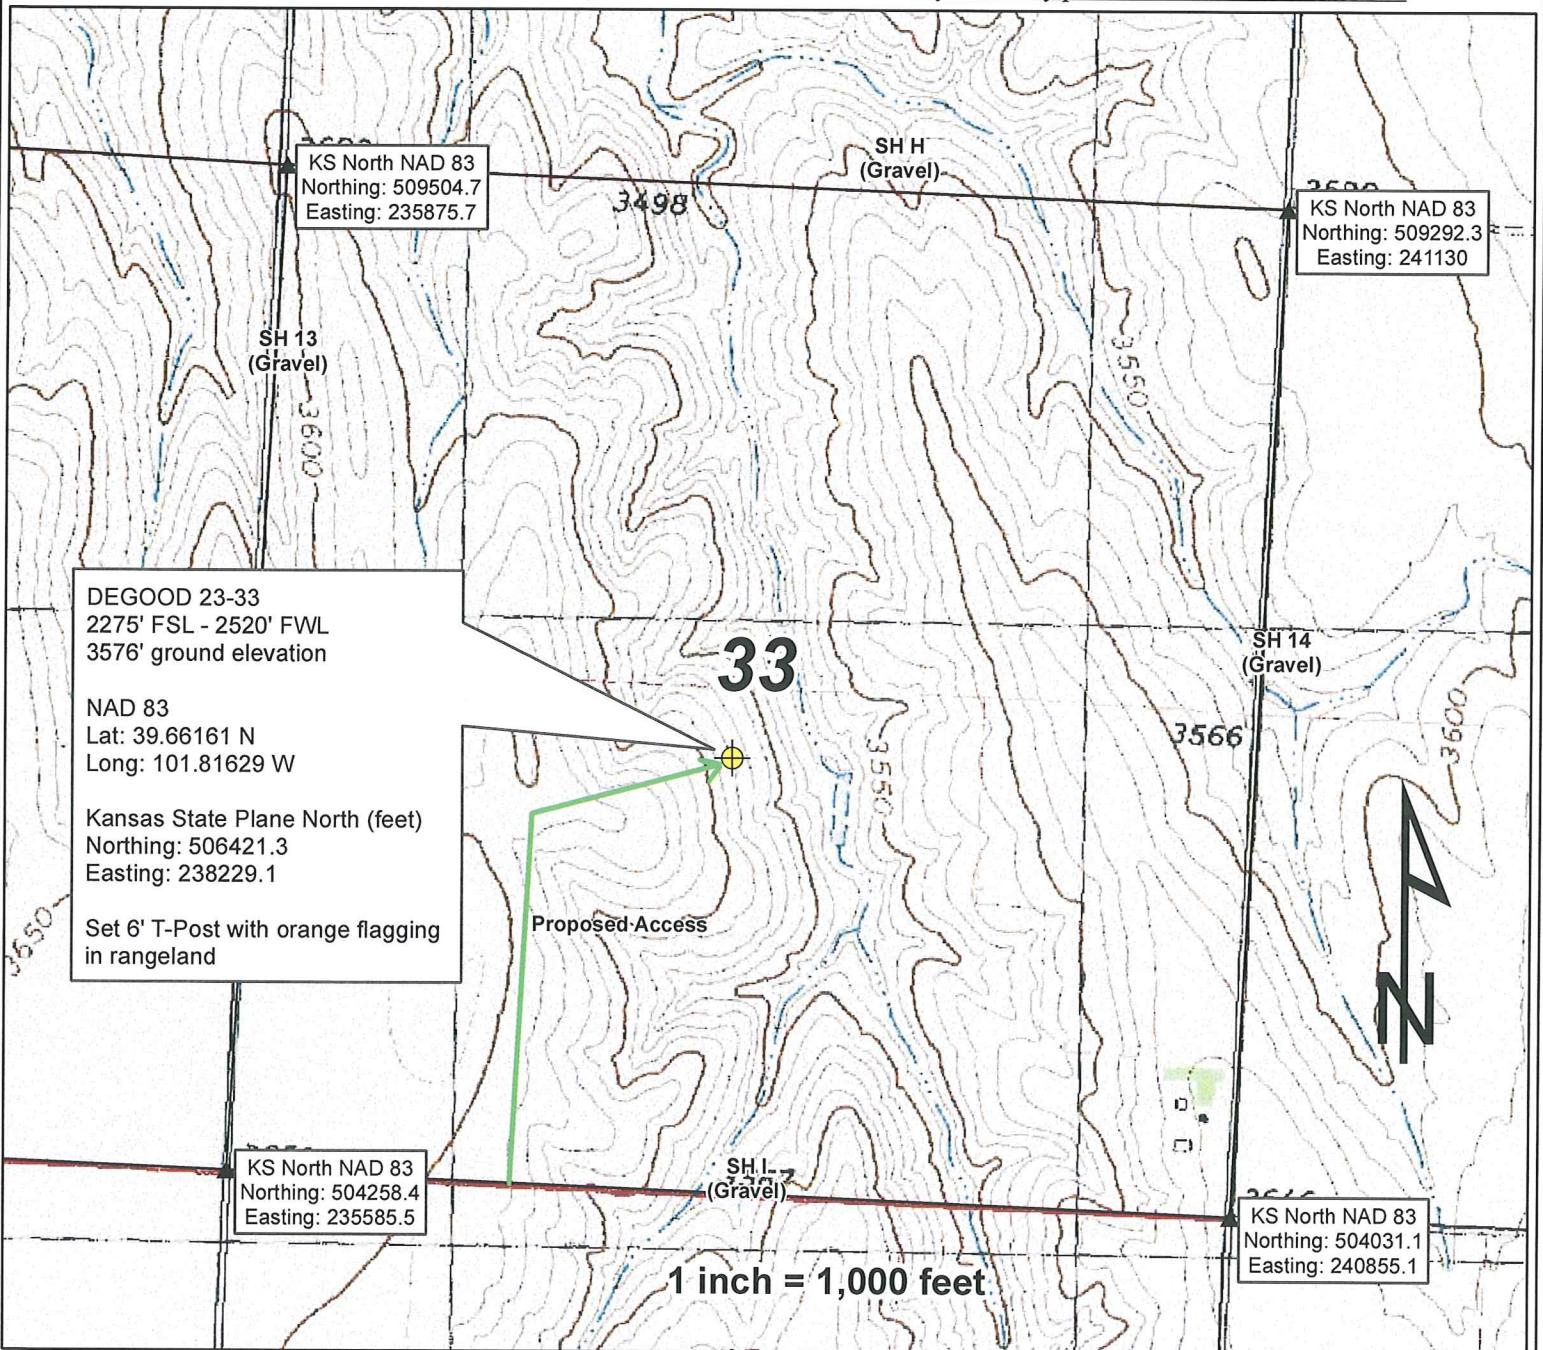 SH H
(Gravel)
KS North NAD 83
Northing: 509504.7
Easting: 235875.7
3498
KS North NAD 83
Northing: 509292.3
Easting: 241130
SH 13
(Gravel)
3550
3600
DEGOOD 23-33
2275' FSL - 2520' FWL
3576' ground elevation
NAD 83
Lat: 39.66161 N
Long: 101.81629 W
Kansas State Plane North (feet)
Northing: 506421.3
Easting: 238229.1
Set 6' T-Post with orange flagging
in rangeland
33
SH 14
(Gravel)
3566
3600
3550
Proposed Access
3650
N
KS North NAD 83
Northing: 504258.4
Easting: 235585.5
SH I
(Gravel)
KS North NAD 83
Northing: 504031.1
Easting: 240855.1
1 inch = 1,000 feet